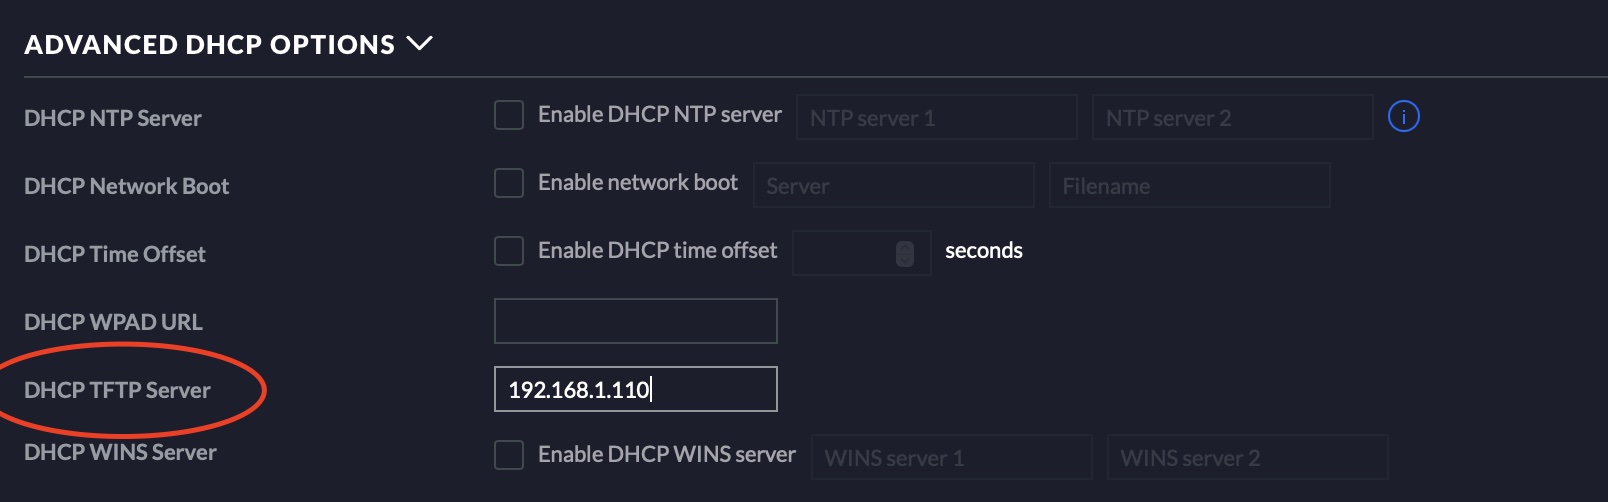 ADVANCED DHCP OPTIONS
DHCP NTP Server Enable DHCP NTP server NTP server 1 NTP server 2 i
DHCP Network Boot Enable network boot Server Filename
DHCP Time Offset Enable DHCP time offset seconds
DHCP WPAD URL
DHCP TFTP Server 192.168.1.110
DHCP WINS Server Enable DHCP WINS server WINS server 1 WINS server 2